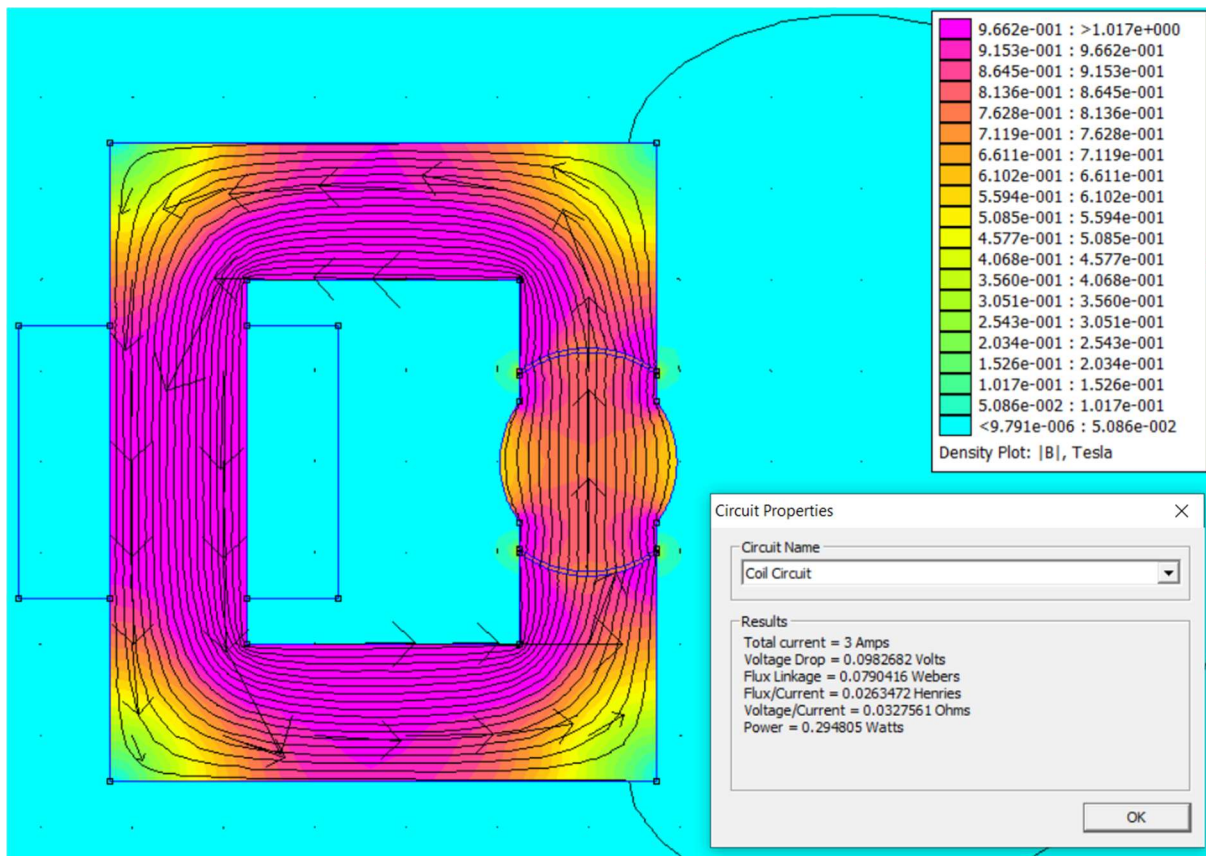 9.662e-001 : >1.017e+000
9.153e-001 : 9.662e-001
8.645e-001 : 9.153e-001
8.136e-001 : 8.645e-001
7.628e-001 : 8.136e-001
7.119e-001 : 7.628e-001
6.611e-001 : 7.119e-001
6.102e-001 : 6.611e-001
5.594e-001 : 6.102e-001
5.085e-001 : 5.594e-001
4.577e-001 : 5.085e-001
4.068e-001 : 4.577e-001
3.560e-001 : 4.068e-001
3.051e-001 : 3.560e-001
2.543e-001 : 3.051e-001
2.034e-001 : 2.543e-001
1.526e-001 : 2.034e-001
1.017e-001 : 1.526e-001
5.086e-002 : 1.017e-001
<9.791e-006 : 5.086e-002
Density Plot: |B|, Tesla
Circuit Properties
Circuit Name
Coil Circuit
Results
Total current = 3 Amps
Voltage Drop = 0.0982682 Volts
Flux Linkage = 0.0790416 Webers
Flux/Current = 0.0263472 Henries
Voltage/Current = 0.0327561 Ohms
Power = 0.294805 Watts
OK